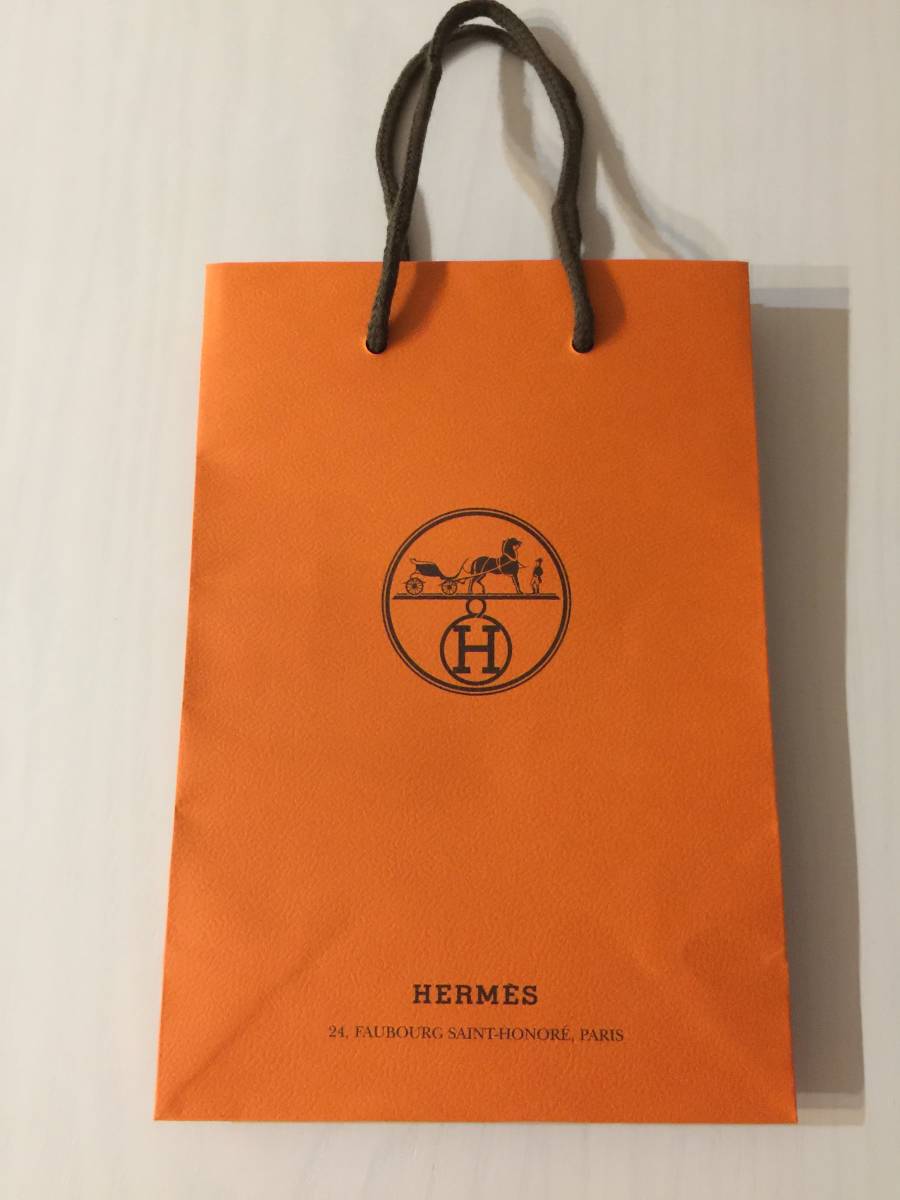 H
HERMÈS
24, FAUBOURG SAINT-HONORÉ, PARIS